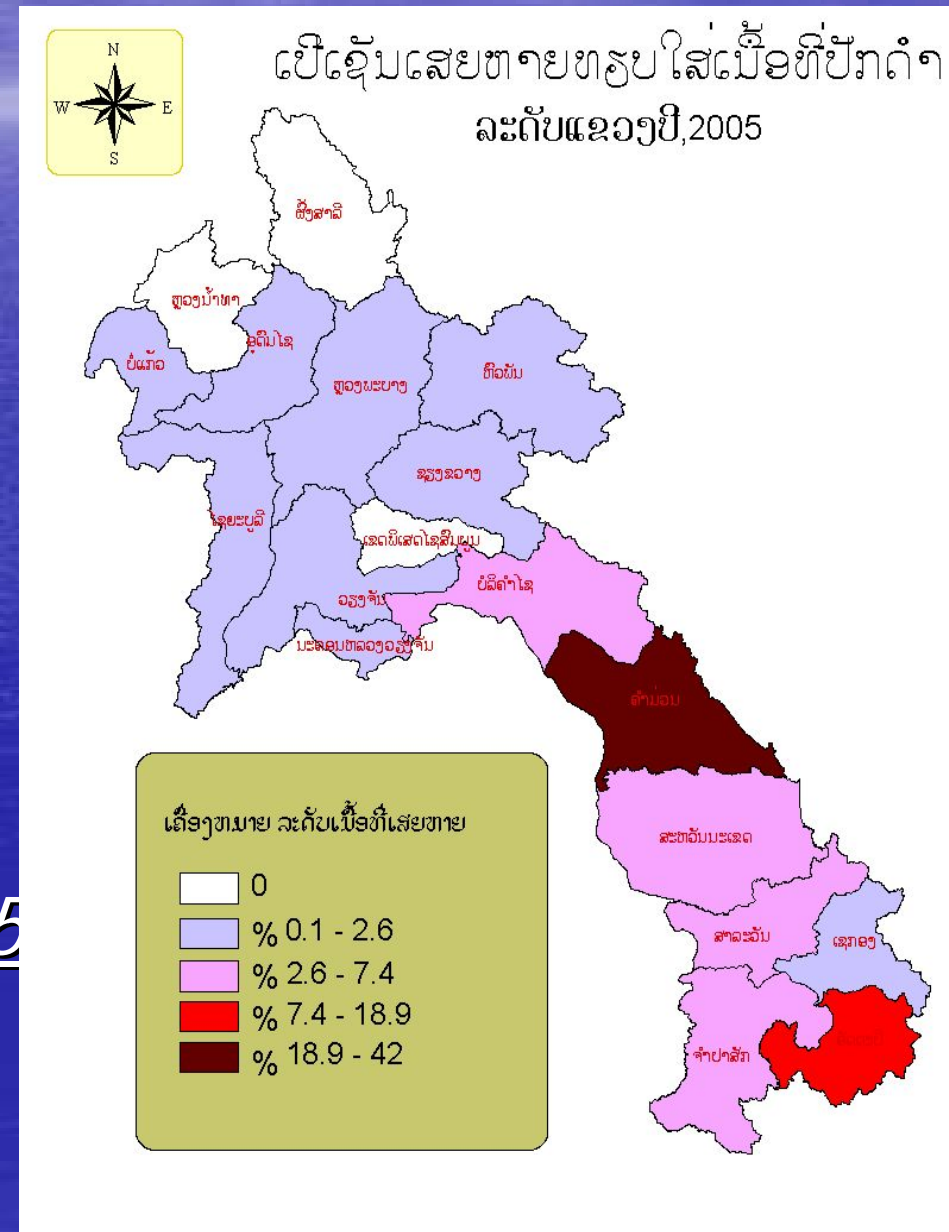 N
W E
S
ເປີເຊັນເສຍຫາຍທຽບໃສ່ເນື້ອທີ່ປັກດຳ
ລະດັບແຂວງປີ,2005
ຜົ້ງສາລີ
ຫຼວງນ້ຳທາ
ອູດົມໄຊ
ບໍ່ແກ້ວ
ຫຼວງພະບາງ
ຫົວພັນ
ຊຽງຂວາງ
ໄຊຍະບູລີ
ເຂດພິເສດໄຊສົມບູນ
ບໍລິຄຳໄຊ
ວຽງຈັນ
ນະຄອນຫລວງວຽງຈັນ
ຄຳມ່ວນ
ສະຫວັນນະເຂດ
ສາລະວັນ
ເຊກອງ
ຈຳປາສັກ
ເຄື່ອງຫມາຍ ລະດັບເນື້ອທີ່ເສຍຫາຍ
0
% 0.1 - 2.6
% 2.6 - 7.4
% 7.4 - 18.9
% 18.9 - 42
5